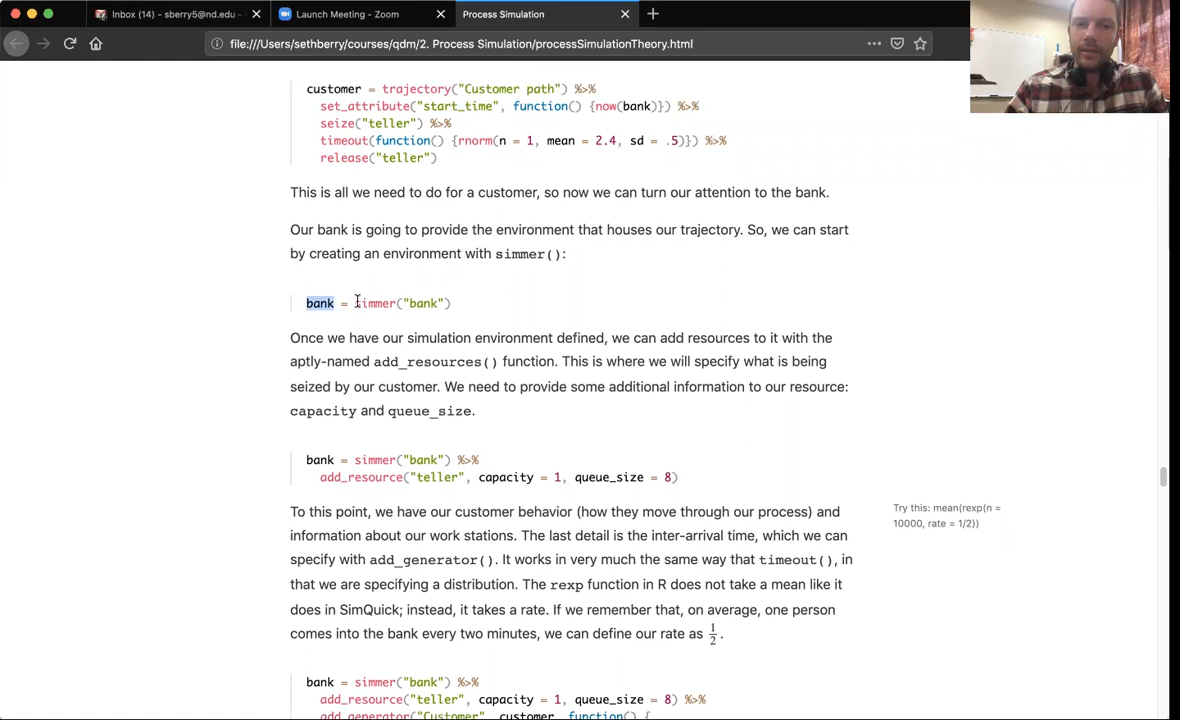 Inbox (14) - sberry5@nd.edu -
Launch Meeting - Zoom
Process Simulation
file:///Users/sethberry/courses/qdm/2. Process Simulation/processSimulationTheory.html
customer = trajectory("Customer path") %>%
set_attribute("start_time", function() {now(bank)}) %>%
seize("teller") %>%
timeout(function() {rnorm(n = 1, mean = 2.4, sd = .5)}) %>%
release("teller")
This is all we need to do for a customer, so now we can turn our attention to the bank.
Our bank is going to provide the environment that houses our trajectory. So, we can start
by creating an environment with simmer():
bank = simmer("bank")
Once we have our simulation environment defined, we can add resources to it with the
aptly-named add_resources() function. This is where we will specify what is being
seized by our customer. We need to provide some additional information to our resource:
capacity and queue_size.
bank = simmer("bank") %>%
add_resource("teller", capacity = 1, queue_size = 8)
To this point, we have our customer behavior (how they move through our process) and
information about our work stations. The last detail is the inter-arrival time, which we can
specify with add_generator(). It works in very much the same way that timeout(), in
that we are specifying a distribution. The rexp function in R does not take a mean like it
does in SimQuick; instead, it takes a rate. If we remember that, on average, one person
comes into the bank every two minutes, we can define our rate as 1/2.
Try this: mean(rexp(n =
10000, rate = 1/2))
bank = simmer("bank") %>%
add_resource("teller", capacity = 1, queue_size = 8) %>%
add_generator("Customer", customer, function() {